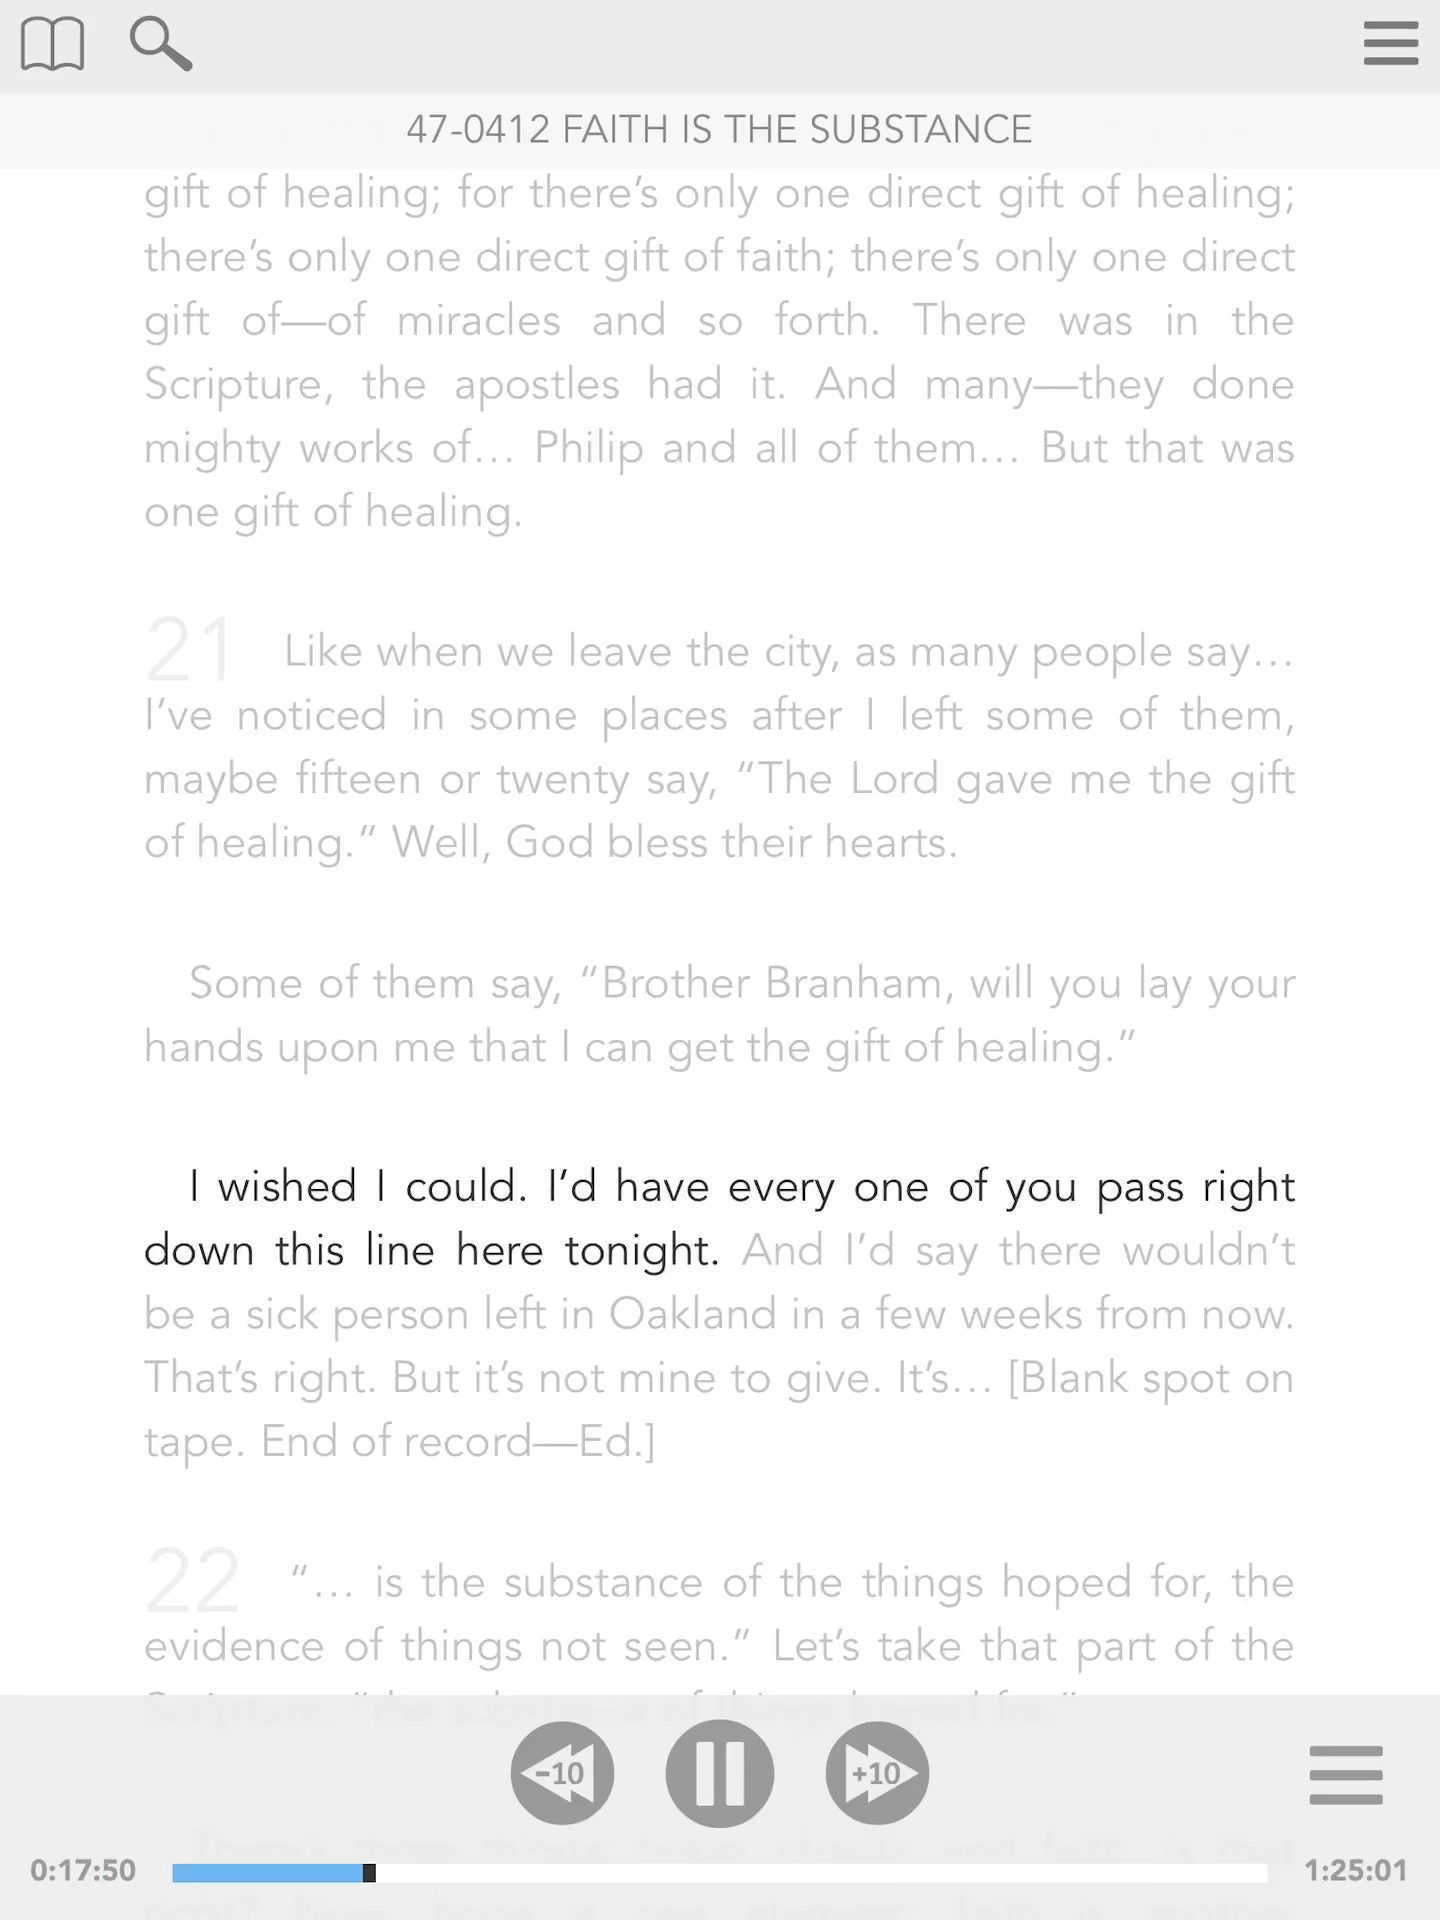 47-0412 FAITH IS THE SUBSTANCE
gift of healing; for there’s only one direct gift of healing;
there’s only one direct gift of faith; there’s only one direct
gift of—of miracles and so forth. There was in the
Scripture, the apostles had it. And many—they done
mighty works of… Philip and all of them… But that was
one gift of healing.
21 Like when we leave the city, as many people say…
I’ve noticed in some places after I left some of them,
maybe fifteen or twenty say, “The Lord gave me the gift
of healing.” Well, God bless their hearts.
Some of them say, “Brother Branham, will you lay your
hands upon me that I can get the gift of healing.”
I wished I could. I’d have every one of you pass right
down this line here tonight. And I’d say there wouldn’t
be a sick person left in Oakland in a few weeks from now.
That’s right. But it’s not mine to give. It’s… [Blank spot on
tape. End of record—Ed.]
22 “… is the substance of the things hoped for, the
evidence of things not seen.” Let’s take that part of the
Scripture, “the substance of things hoped for.”
-10 +10
0:17:50 1:25:01